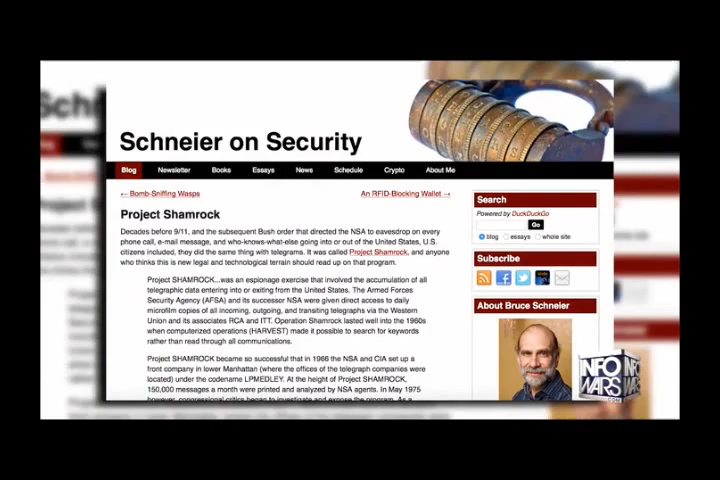 Schneier on Security
Blog Newsletter Books Essays News Schedule Crypto About Me
← Bomb-Sniffing Wasps An RFID-Blocking Wallet →
Project Shamrock
Decades before 9/11, and the subsequent Bush order that directed the NSA to eavesdrop on every
phone call, e-mail message, and who-knows-what-else going into or out of the United States, U.S.
citizens included, they did the same thing with telegrams. It was called Project Shamrock, and anyone
who thinks this is new legal and technological terrain should read up on that program.
Project SHAMROCK...was an espionage exercise that involved the accumulation of all
telegraphic data entering into or exiting from the United States. The Armed Forces
Security Agency (AFSA) and its successor NSA were given direct access to daily
microfilm copies of all incoming, outgoing, and transiting telegraphs via the Western
Union and its associates RCA and ITT. Operation Shamrock lasted well into the 1960s
when computerized operations (HARVEST) made it possible to search for keywords
rather than read through all communications.
Project SHAMROCK became so successful that in 1966 the NSA and CIA set up a
front company in lower Manhattan (where the offices of the telegraph companies were
located) under the codename LPMEDLEY. At the height of Project SHAMROCK,
150,000 messages a month were printed and analyzed by NSA agents. In May 1975
however, congressional critics began to investigate and expose the program. As a
Search
Powered by DuckDuckGo
Go
blog essays whole site
Subscribe
About Bruce Schneier
INFO
WARS
.COM